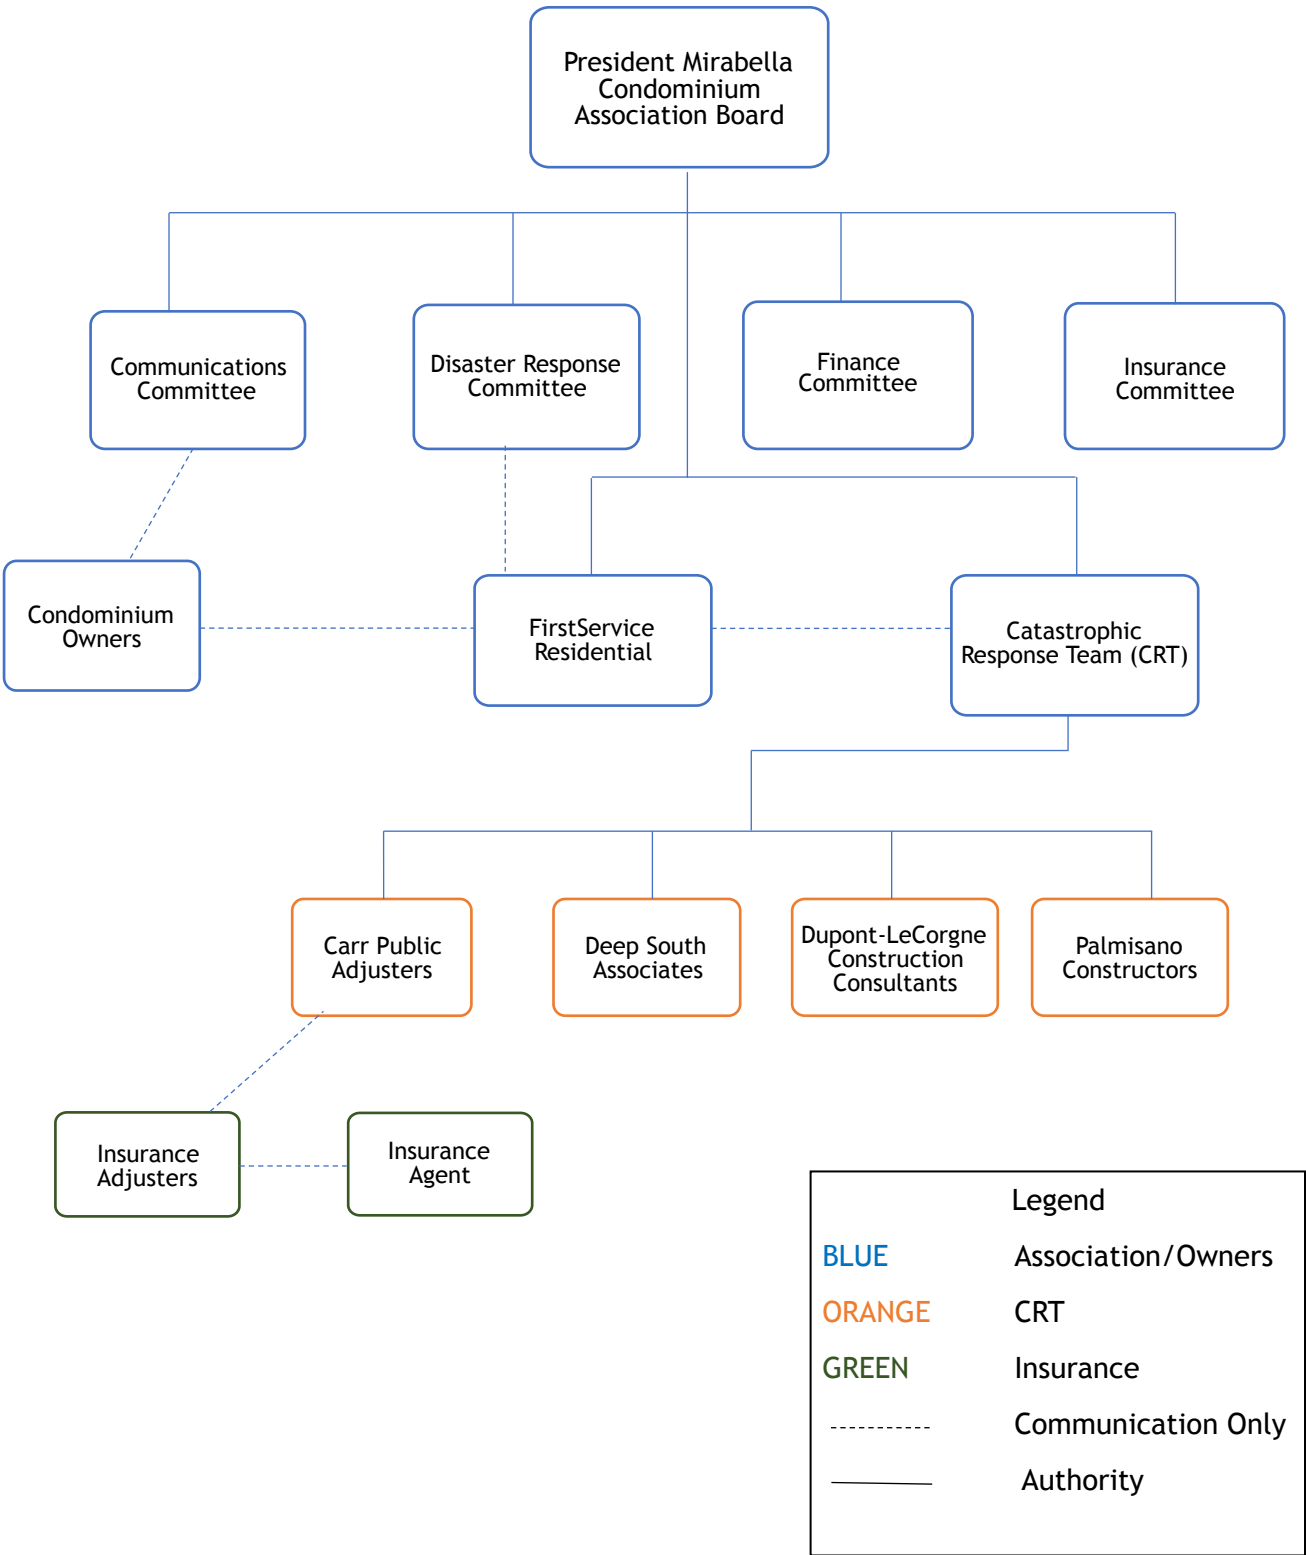 President Mirabella
Condominium
Association Board
Communications
Committee
Disaster Response
Committee
Finance
Committee
Insurance
Committee
Condominium
Owners
FirstService
Residential
Catastrophic
Response Team (CRT)
Carr Public
Adjusters
Deep South
Associates
Dupont-LeCorgne
Construction
Consultants
Palmisano
Constructors
Insurance
Adjusters
Insurance
Agent
Legend
BLUE Association/Owners
ORANGE CRT
GREEN Insurance
Communication Only
Authority